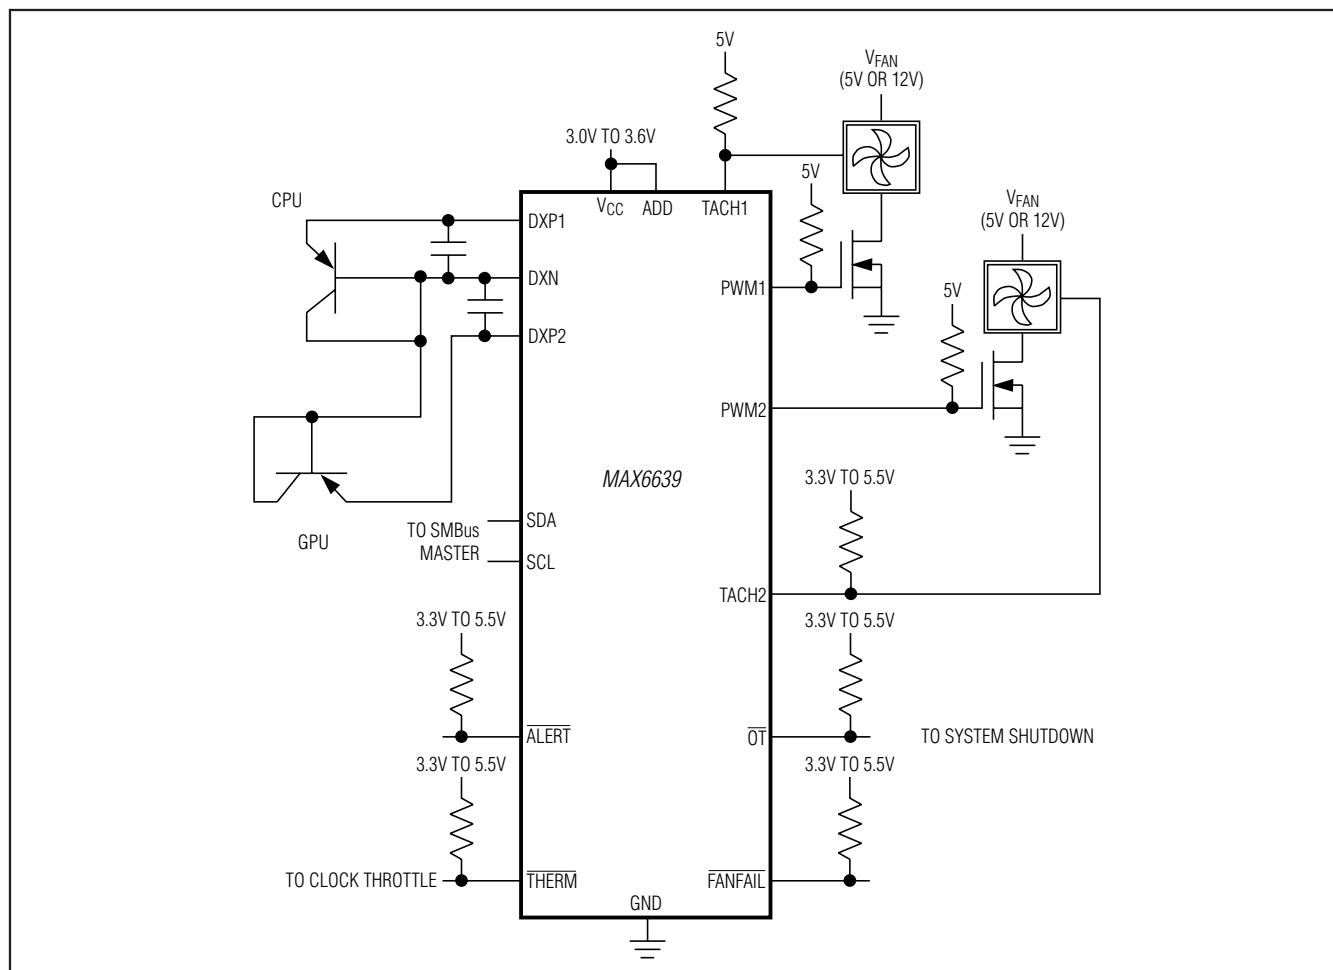 5V
VFAN
(5V OR 12V)
3.0V TO 3.6V
5V
CPU
VCC
ADD
TACH1
VFAN
(5V OR 12V)
DXP1
DXN
PWM1
5V
DXP2
PWM2
MAX6639
3.3V TO 5.5V
TO SMBus
MASTER
SDA
SCL
GPU
TACH2
3.3V TO 5.5V
3.3V TO 5.5V
ALERT
OT
TO SYSTEM SHUTDOWN
3.3V TO 5.5V
3.3V TO 5.5V
TO CLOCK THROTTLE
THERM
FANFAIL
GND